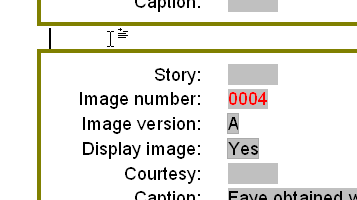 Caption:
Story:
Image number: 0004
Image version: A
Display image: Yes
Courtesy:
Caption: Faye obtained